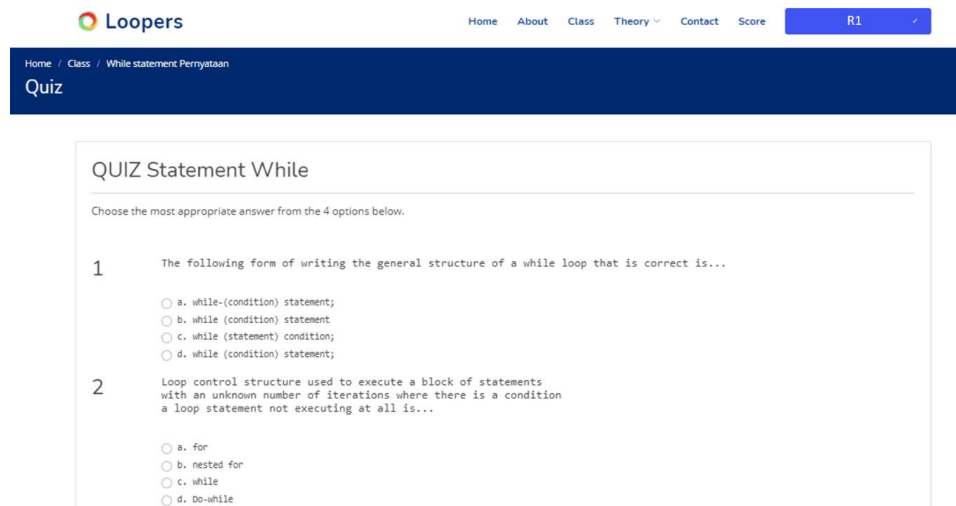 Loopers
Home About Class Theory Contact Score R1
Home / Class / While statement Pernyataan
Quiz
QUIZ Statement While
Choose the most appropriate answer from the 4 options below.
1 The following form of writing the general structure of a while loop that is correct is...
a. while-(condition) statement;
b. while (condition) statement
c. while (statement) condition;
d. while (condition) statement;
2 Loop control structure used to execute a block of statements
with an unknown number of iterations where there is a condition
a loop statement not executing at all is...
a. for
b. nested for
c. while
d. Do-while